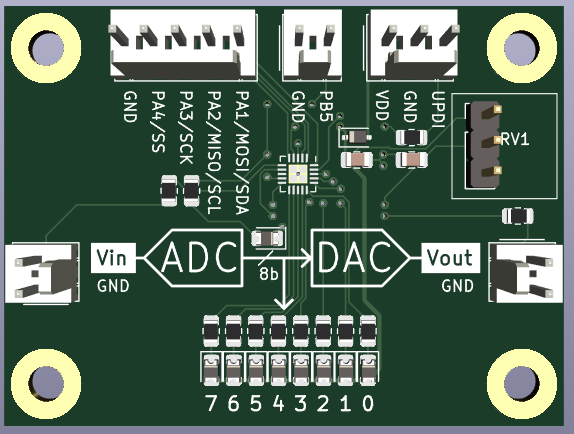 GND
PA4/SS
PA3/SCK
PA2/MISO/SCL
PA1/MOSI/SDA
GND
PB5
VDD
GND
UPDI
RV1
Vin
GND
ADC
8b
DAC
Vout
GND
7 6 5 4 3 2 1 0